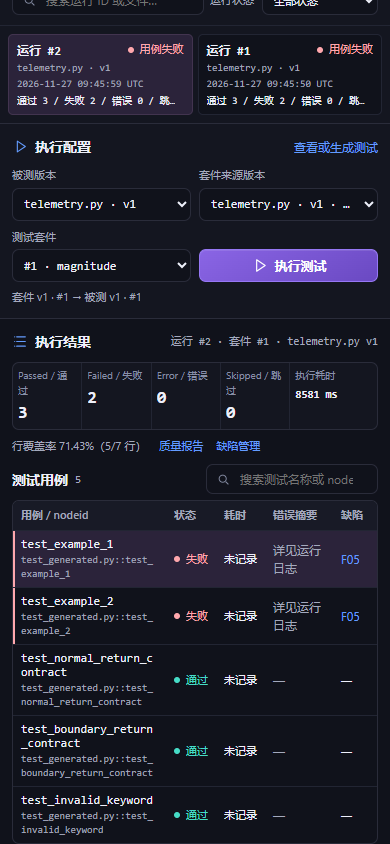 搜索运行 ID 或文件…
运行状态
全部状态
运行 #2
用例失败
telemetry.py · v1
2026-11-27 09:45:59 UTC
通过 3 / 失败 2 / 错误 0 / 跳…
运行 #1
用例失败
telemetry.py · v1
2026-11-27 09:45:50 UTC
通过 3 / 失败 2 / 错误 0 / 跳…
执行配置
查看或生成测试
被测版本
套件来源版本
telemetry.py · v1
telemetry.py · v1 · …
测试套件
#1 · magnitude
执行测试
套件 v1 · #1 → 被测 v1 · #1
执行结果
运行 #2 · 套件 #1 · telemetry.py v1
Passed / 通
过
3
Failed / 失败
2
Error / 错误
0
Skipped / 跳
过
0
执行耗时
8581 ms
行覆盖率 71.43% (5/7 行)
质量报告
缺陷管理
测试用例 5
搜索测试名称或 node
用例 / nodeid
状态
耗时
错误摘要
缺陷
test_example_1
test_generated.py::test_
example_1
失败
未记录
详见运行
日志
F05
test_example_2
test_generated.py::test_
example_2
失败
未记录
详见运行
日志
F05
test_normal_return_c
ontract
test_generated.py::test_
normal_return_contract
通过
未记录
—
—
test_boundary_return
_contract
test_generated.py::test_
boundary_return_contract
通过
未记录
—
—
test_invalid_keyword
test_generated.py::test_
invalid_keyword
通过
未记录
—
—